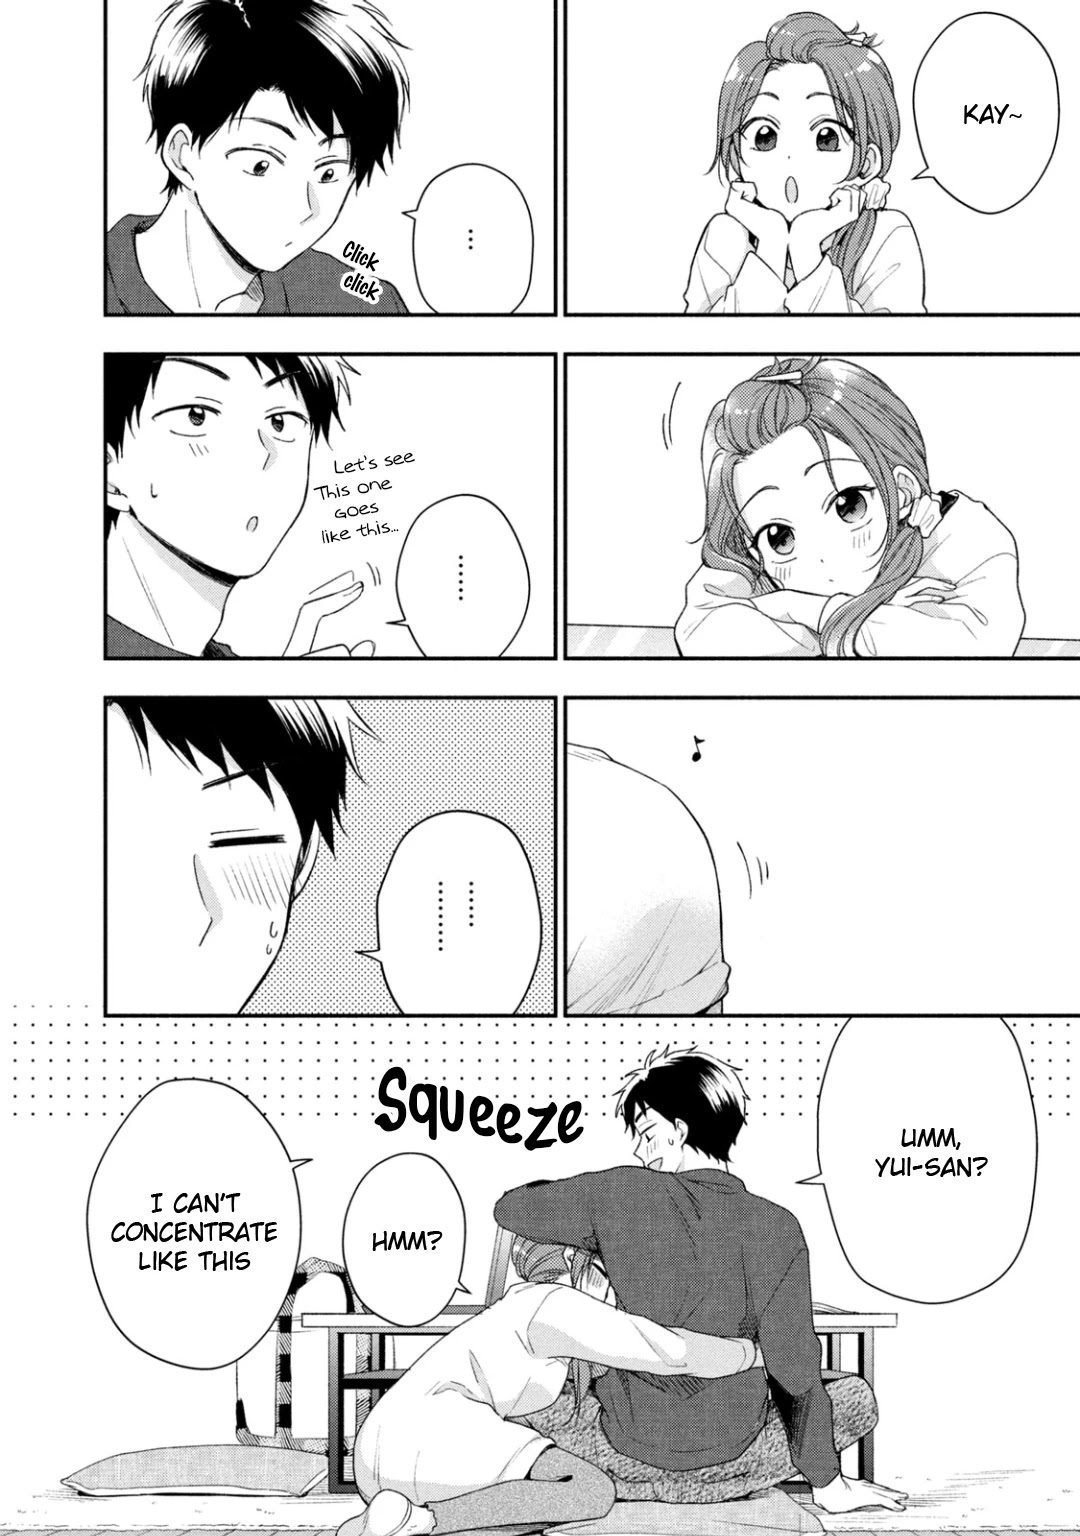 KAY~
...
Click
click
Let's see
This one
goes
like this...
......
.............
UMM,
YUI-SAN?
Squeeze
HMM?
I CAN'T
CONCENTRATE
LIKE THIS